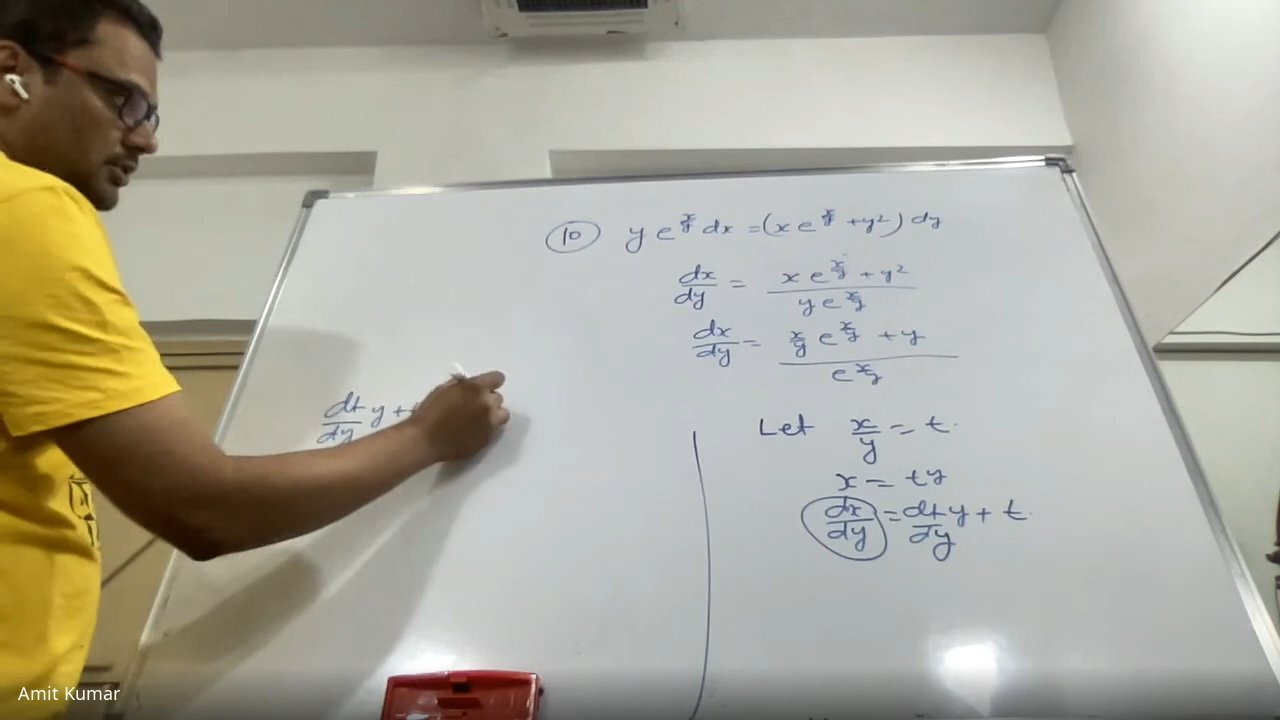 10 y e^{x/y} dx = (x e^{x/y} + y²) dy
dx/dy = (x e^{x/y} + y²)/(y e^{x/y})
dx/dy = (x/y e^{x/y} + y)/(e^{x/y})
Let x/y = t.
x = ty
dx/dy = dt/dy y + t.
dt/dy y +
Amit Kumar